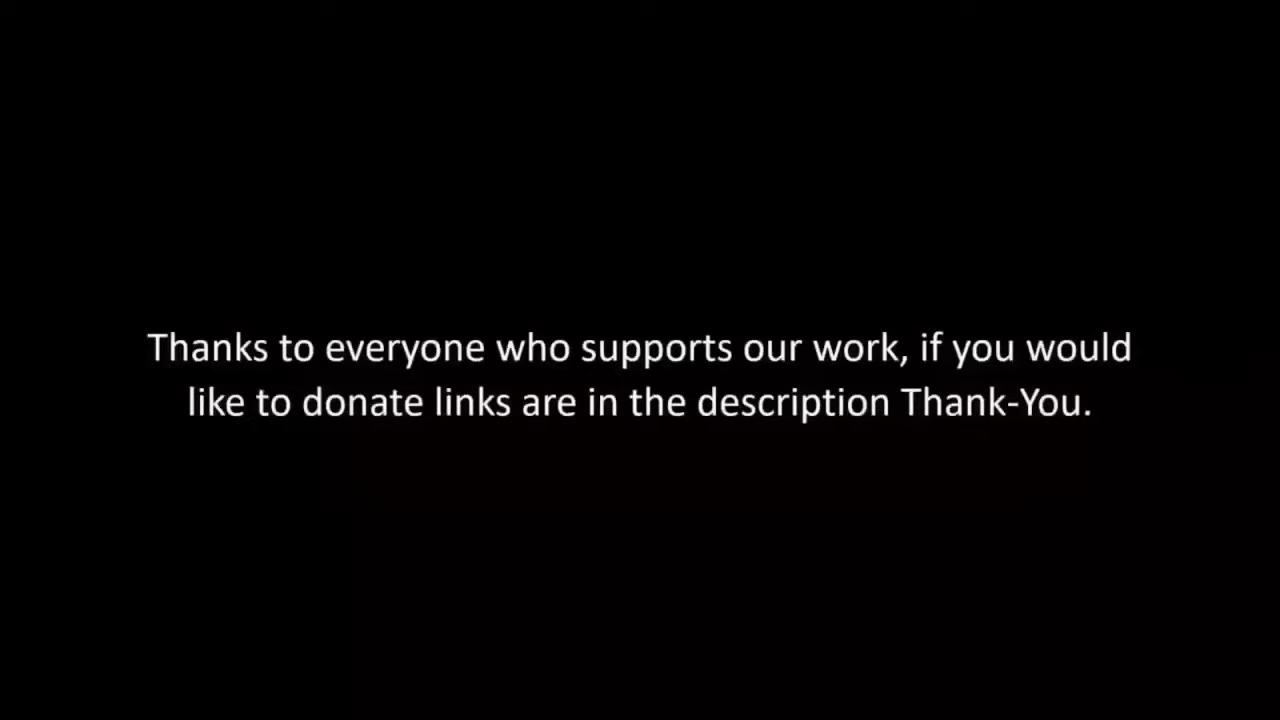 Thanks to everyone who supports our work, if you would
like to donate links are in the description Thank-You.